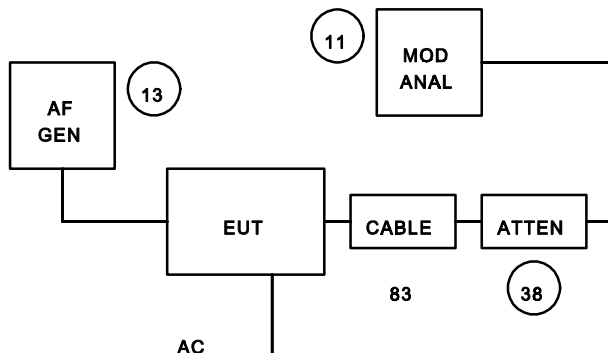 11
MOD
ANAL
13
AF
GEN
EUT
CABLE
ATTEN
83
38
AC